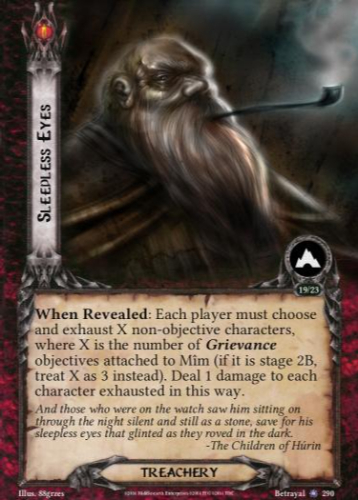 SLEEPLESS EYES
19/23
When Revealed: Each player must choose
and exhaust X non-objective characters,
where X is the number of Grievance
objectives attached to Mîm (if it is stage 2B,
treat X as 3 instead). Deal 1 damage to each
character exhausted in this way.
And those who were on the watch saw him sitting on
through the night silent and still as a stone, save for his
sleepless eyes that glinted as they roved in the dark.
-The Children of Húrin
TREACHERY
Betrayal 290